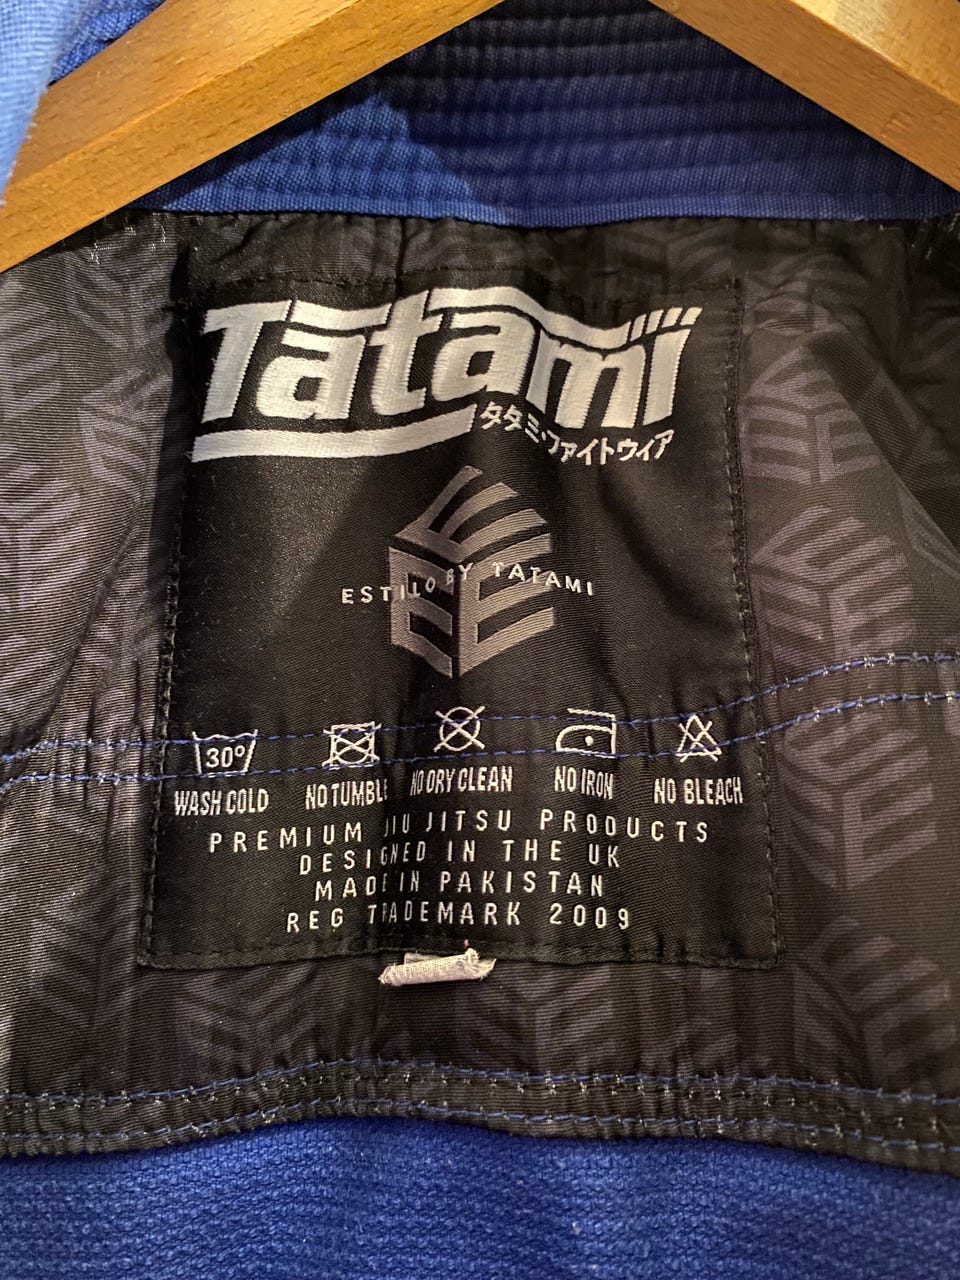 Tatami
タタミ・ファイトウィア
ESTILO BY TATAMI
30°
WASH COLD NO TUMBLE NO DRY CLEAN NO IRON NO BLEACH
PREMIUM JIU JITSU PRODUCTS
DESIGNED IN THE UK
MADE IN PAKISTAN
REG TRADEMARK 2009